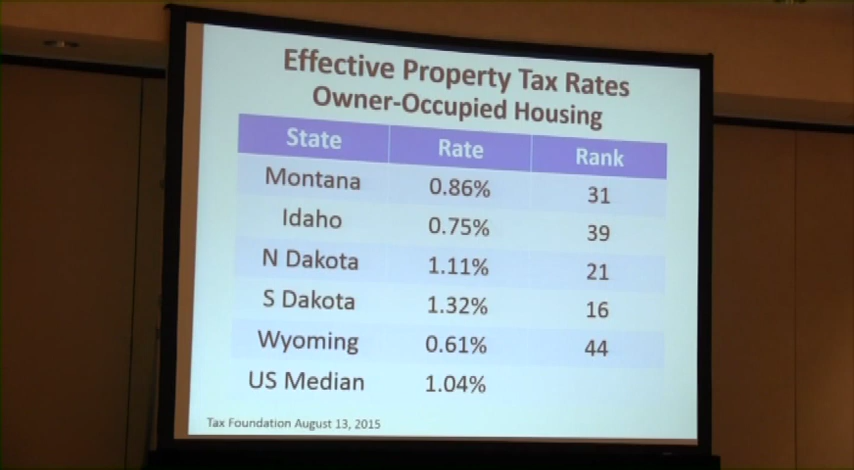 Effective Property Tax Rates
Owner-Occupied Housing
State Rate Rank
Montana 0.86% 31
Idaho 0.75% 39
N Dakota 1.11% 21
S Dakota 1.32% 16
Wyoming 0.61% 44
US Median 1.04%
Tax Foundation August 13, 2015